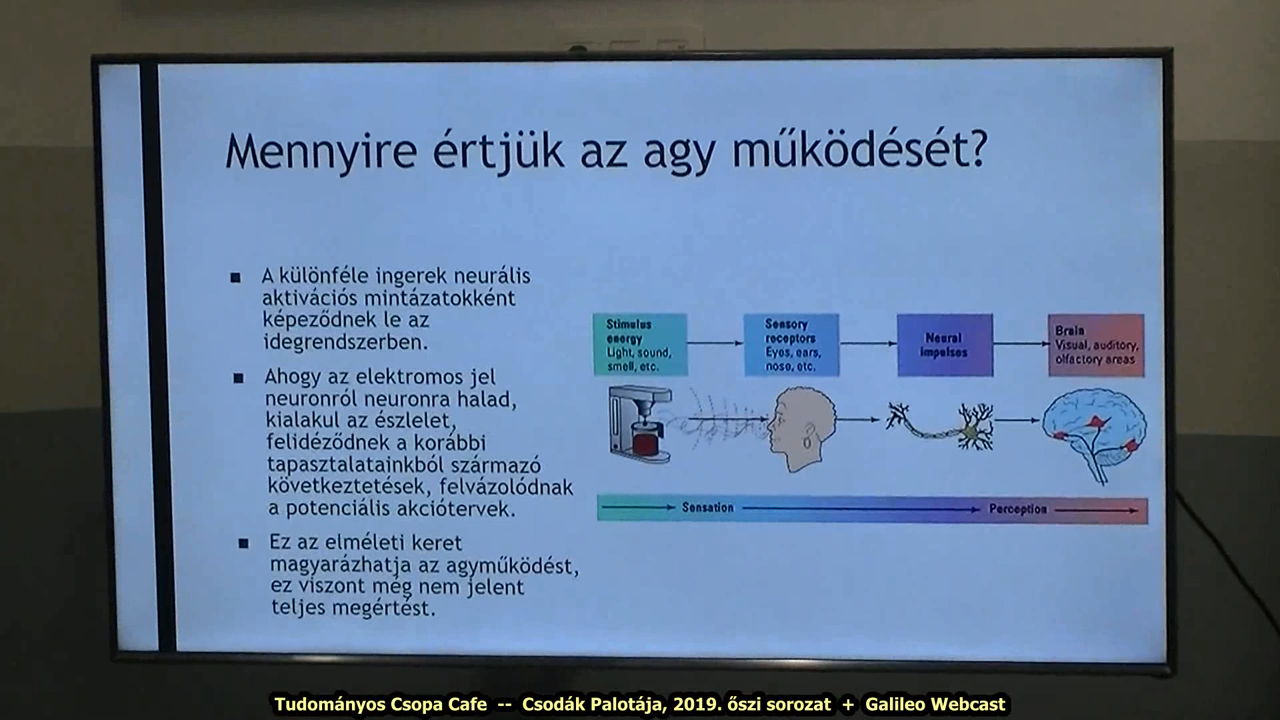 Mennyire értjük az agy működését?
■ A különféle ingerek neurális
aktivációs mintázatokként
képeződnek le az
idegrendszerben.
■ Ahogy az elektromos jel
neuronról neuronra halad,
kialakul az észlelet,
felidéződnek a korábbi
tapasztalatainkból származó
következtetések, felvázolódnak
a potenciális akciótervek.
■ Ez az elméleti keret
magyarázhatja az agyműködést,
ez viszont még nem jelent
teljes megértést.
Stimulus
energy
Light, sound,
smell, etc.
Sensory
receptors
Eyes, ears,
nose, etc.
Neural
impulses
Brain
Visual, auditory,
olfactory areas
Sensation
Perception
Tudományos Csopa Cafe -- Csodák Palotája, 2019. őszi sorozat + Galileo Webcast